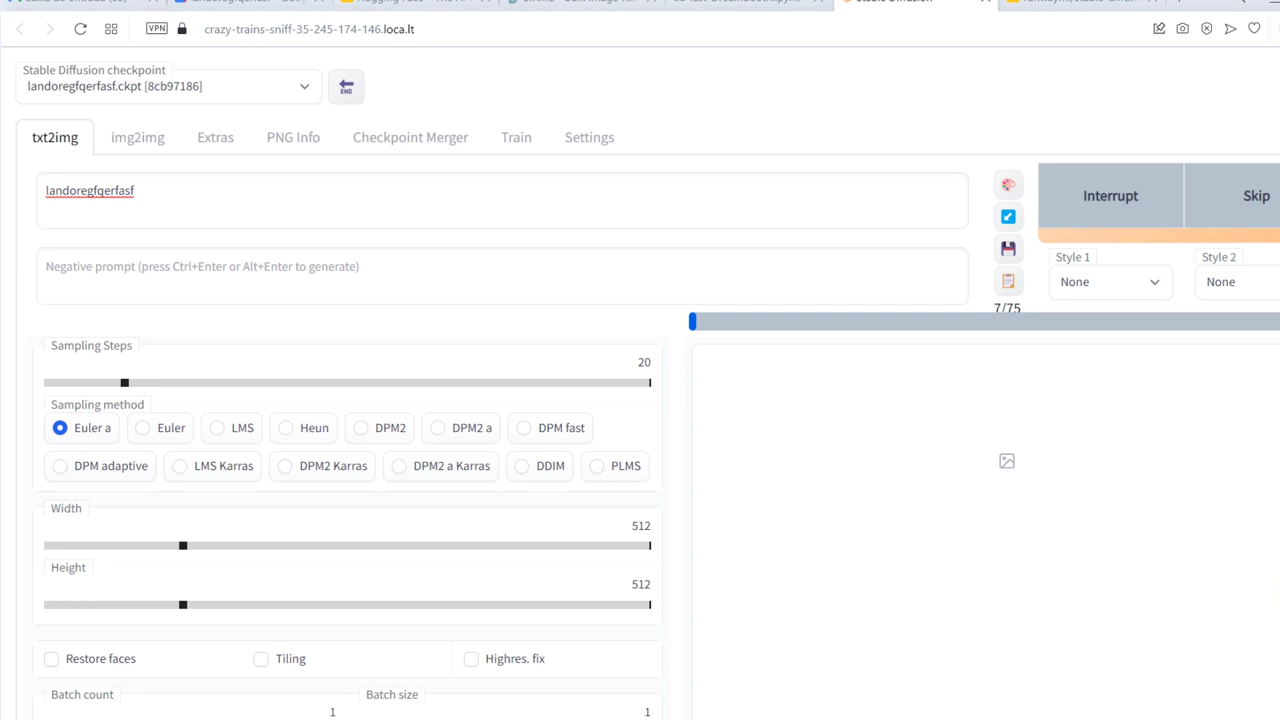 VPN
crazy-trains-sniff-35-245-174-146.loca.lt
Stable Diffusion checkpoint
landoregfqerfasf.ckpt [8cb97186]
END
txt2img
img2img
Extras
PNG Info
Checkpoint Merger
Train
Settings
landoregfqerfasf
Interrupt
Skip
Negative prompt (press Ctrl+Enter or Alt+Enter to generate)
Style 1
Style 2
None
None
7/75
Sampling Steps
20
Sampling method
Euler a
Euler
LMS
Heun
DPM2
DPM2 a
DPM fast
DPM adaptive
LMS Karras
DPM2 Karras
DPM2 a Karras
DDIM
PLMS
Width
512
Height
512
Restore faces
Tiling
Highres. fix
Batch count
Batch size
1
1